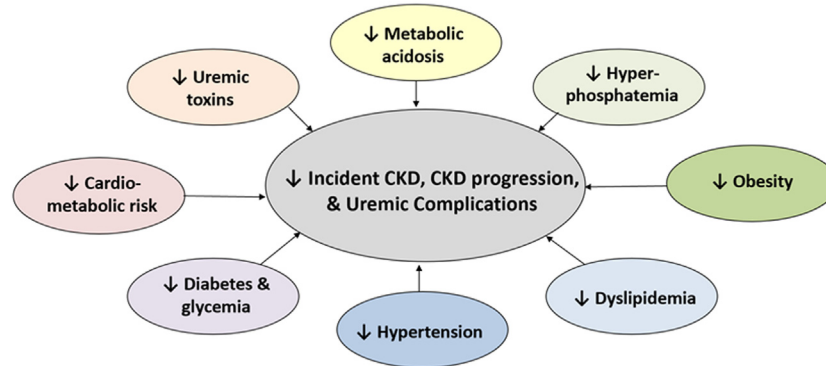 ↓ Metabolic
acidosis
↓ Uremic
toxins
↓ Hyper-
phosphatemia
↓ Cardio-
metabolic risk
↓ Incident CKD, CKD progression,
& Uremic Complications
↓ Obesity
↓ Diabetes &
glycemia
↓ Hypertension
↓ Dyslipidemia